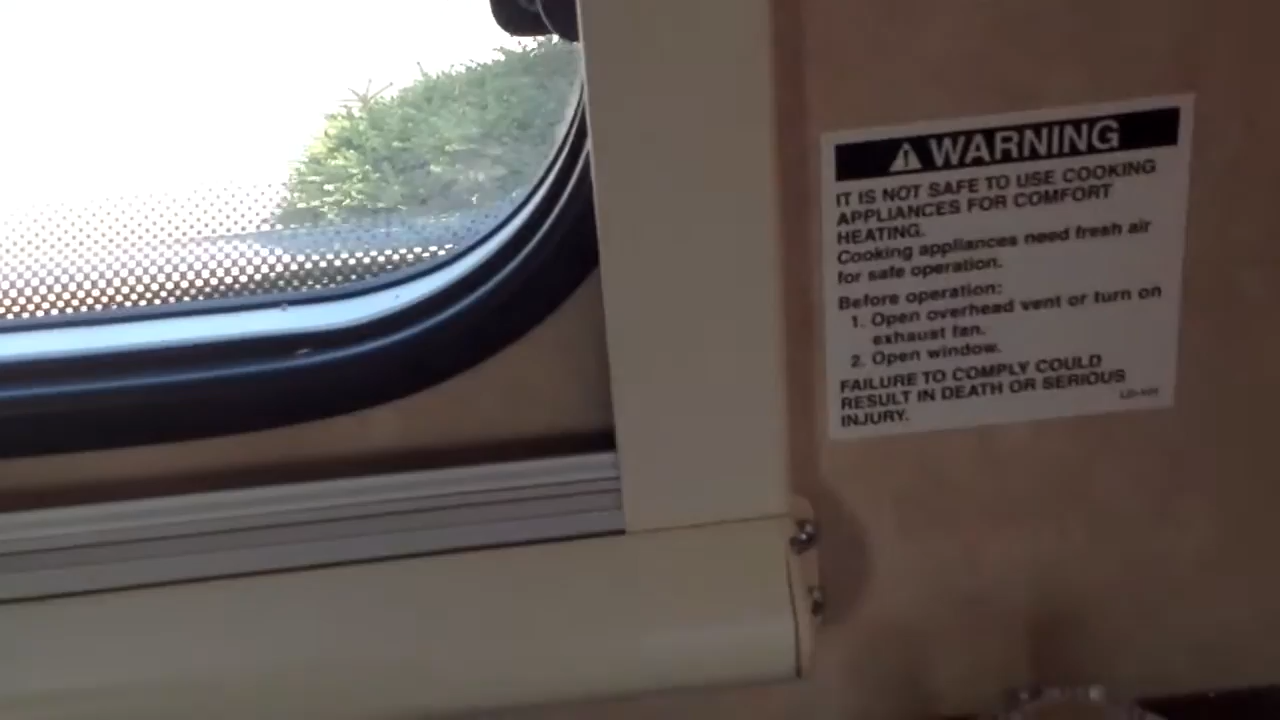 WARNING
IT IS NOT SAFE TO USE COOKING
APPLIANCES FOR COMFORT
HEATING.
Cooking appliances need fresh air
for safe operation.
Before operation:
1. Open overhead vent or turn on
exhaust fan.
2. Open window.
FAILURE TO COMPLY COULD
RESULT IN DEATH OR SERIOUS
INJURY.